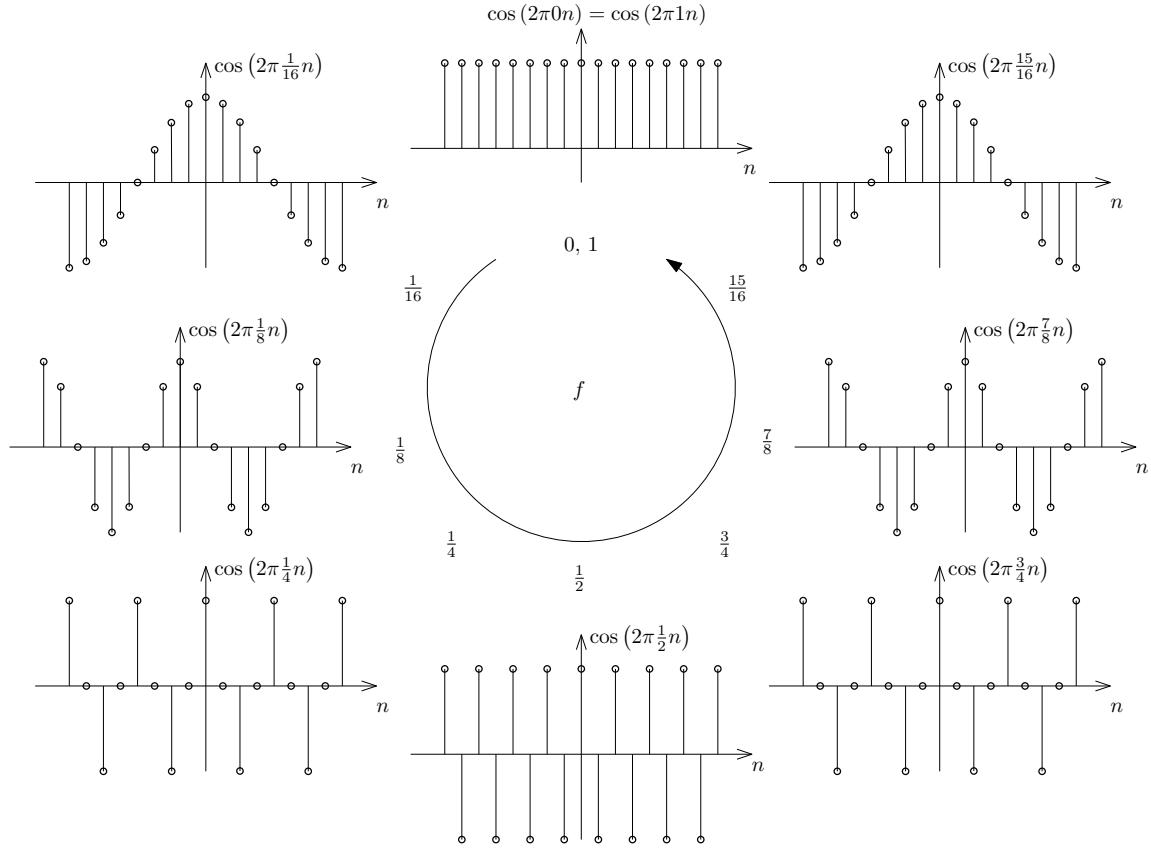 cos (2π0n) = cos (2π1n)
cos (2π 1/16 n)
cos (2π 15/16 n)
n
n
n
0, 1
1/16
15/16
cos (2π 1/8 n)
cos (2π 7/8 n)
f
1/8
7/8
n
n
1/4
3/4
1/2
cos (2π 1/4 n)
cos (2π 3/4 n)
cos (2π 1/2 n)
n
n
n